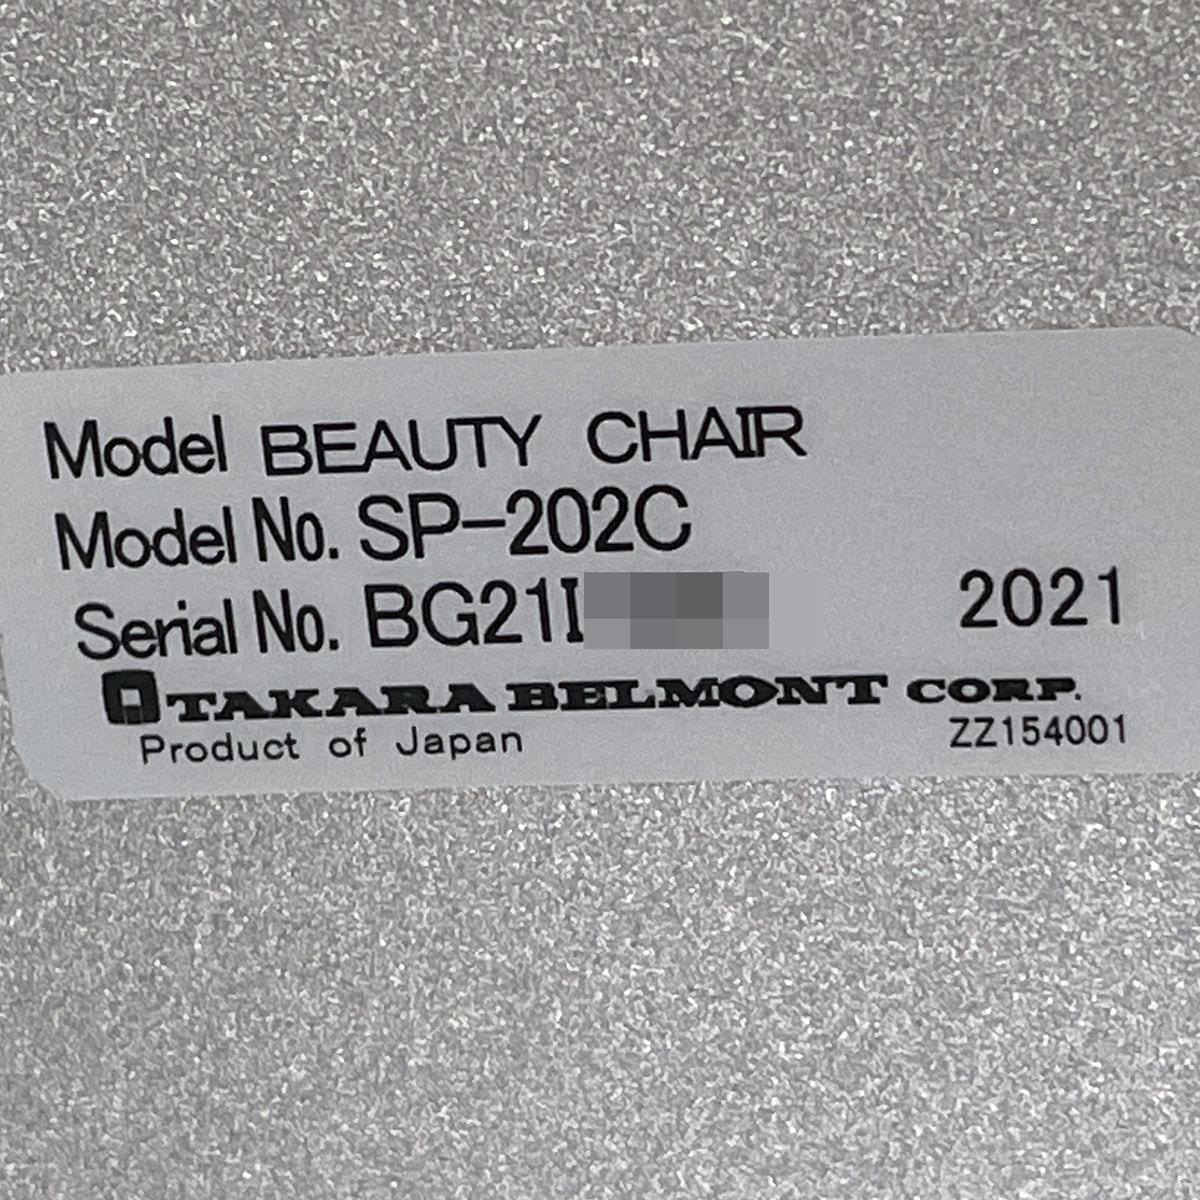 Model BEAUTY CHAIR
Model No. SP-202C
Serial No. BG21I 2021
TAKARA BELMONT CORP.
Product of Japan ZZ154001